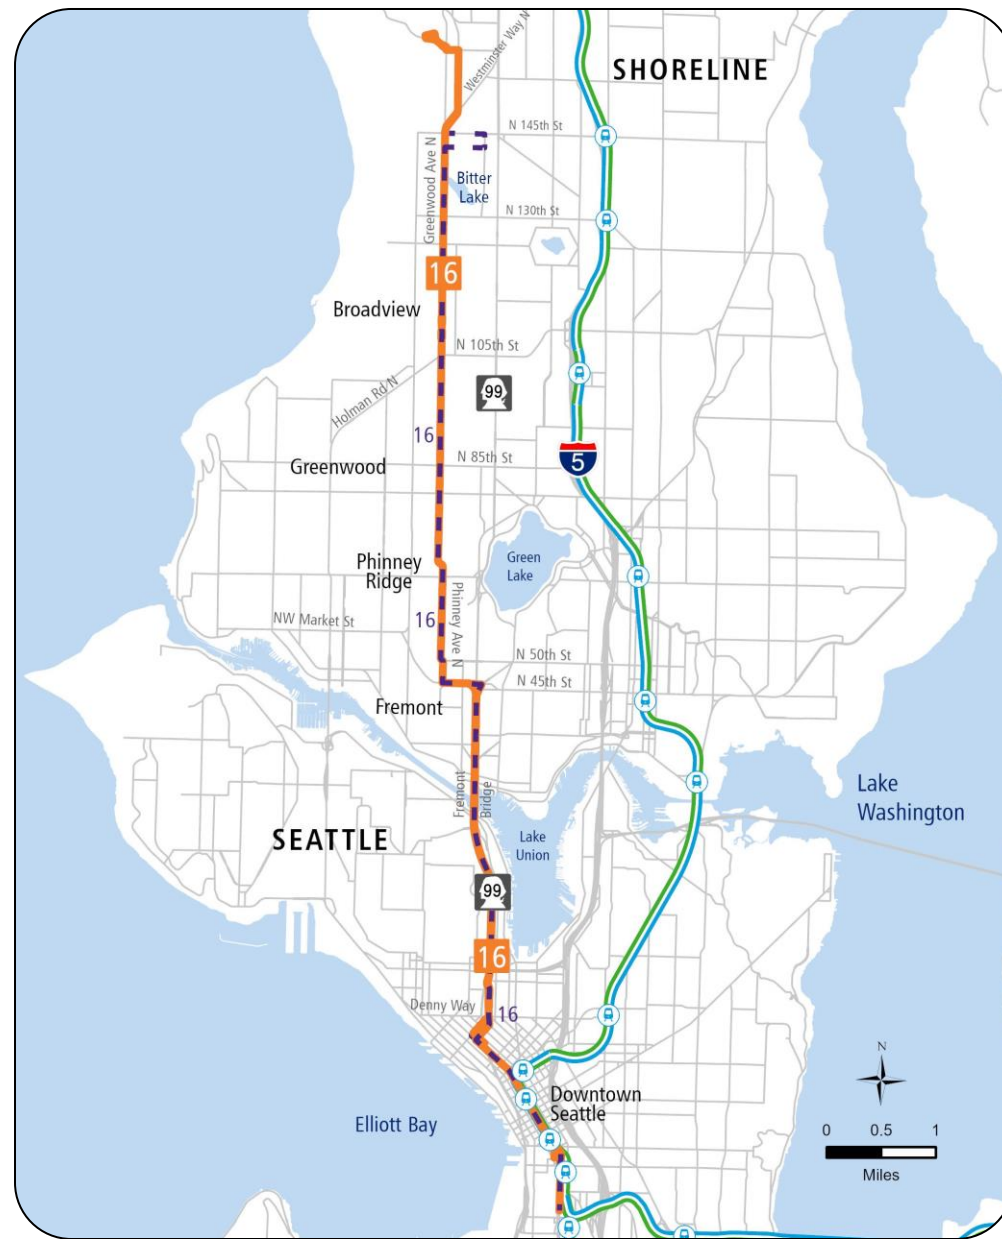 Westminster Way N
SHORELINE
N 145th St
Greenwood Ave N
Bitter
Lake
N 130th St
16
Broadview
N 105th St
99
Holman Rd N
16
Greenwood
N 85th St
5
Phinney
Ridge
Green
Lake
16
Phinney Ave N
NW Market St
N 50th St
N 45th St
Fremont
Fremont
Bridge
Lake
Washington
SEATTLE
Lake
Union
99
16
Denny Way
16
Downtown
Seattle
Elliott Bay
N
0 0.5 1
Miles